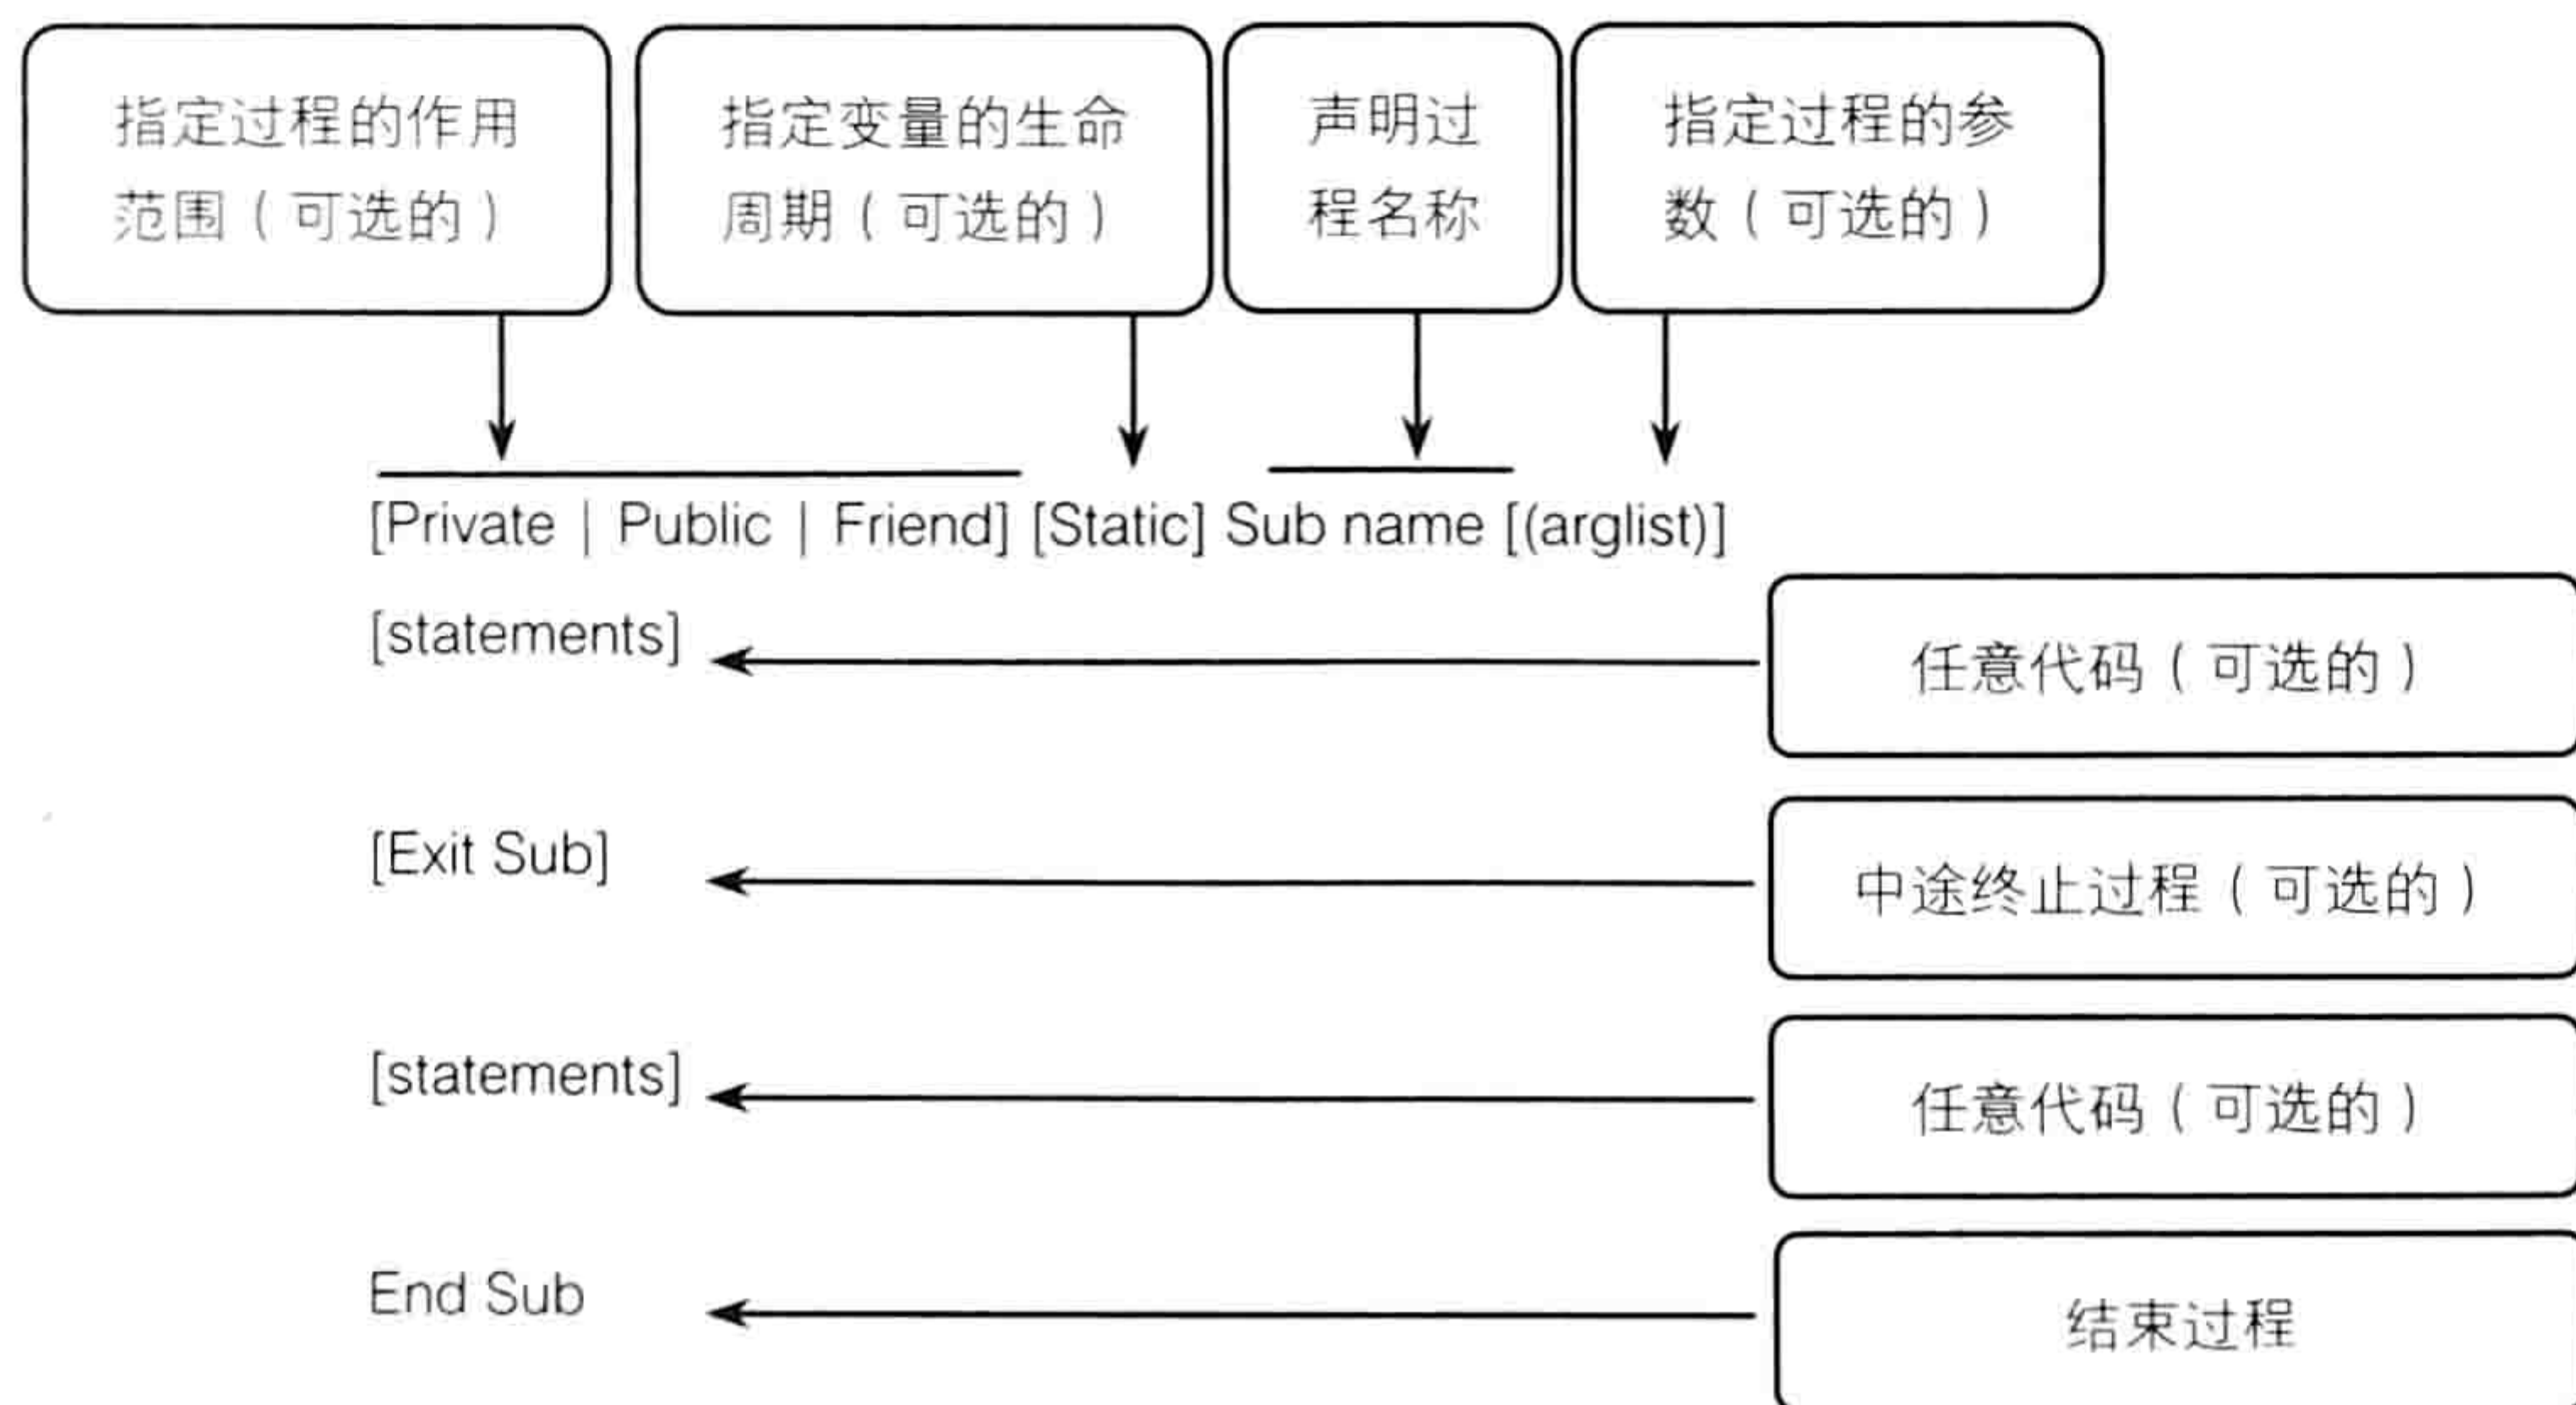 指定过程的作用
范围（可选的）
指定变量的生命
周期（可选的）
声明过
程名称
指定过程的参
数（可选的）
[Private | Public | Friend] [Static] Sub name [(arglist)]
[statements]
任意代码（可选的）
[Exit Sub]
中途终止过程（可选的）
[statements]
任意代码（可选的）
End Sub
结束过程